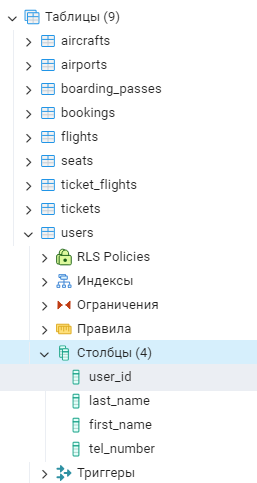 Таблицы (9)
aircrafts
airports
boarding_passes
bookings
flights
seats
ticket_flights
tickets
users
RLS Policies
Индексы
Ограничения
Правила
Столбцы (4)
user_id
last_name
first_name
tel_number
Триггеры